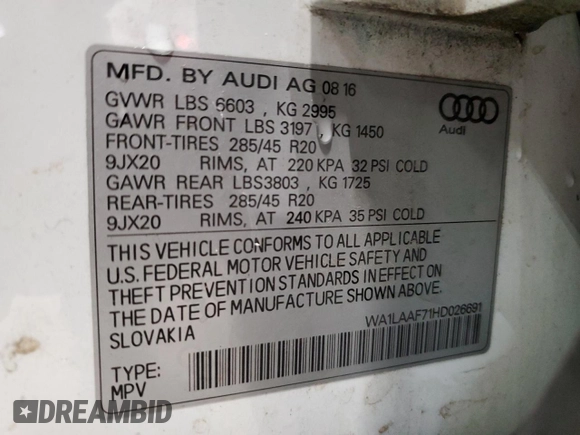 MFD. BY AUDI AG 08 16
GVWR LBS 6603 , KG 2995
GAWR FRONT LBS 3197 , KG 1450
FRONT-TIRES 285/45 R20
9JX20 RIMS, AT 220 KPA 32 PSI COLD
GAWR REAR LBS3803 , KG 1725
REAR-TIRES 285/45 R20
9JX20 RIMS, AT 240 KPA 35 PSI COLD
Audi
THIS VEHICLE CONFORMS TO ALL APPLICABLE
U.S. FEDERAL MOTOR VEHICLE SAFETY AND
THEFT PREVENTION STANDARDS IN EFFECT ON
THE DATE OF MANUFACTURE SHOWN ABOVE.
SLOVAKIA
WA1LAAF71HD026691
TYPE:
MPV
DREAMBID